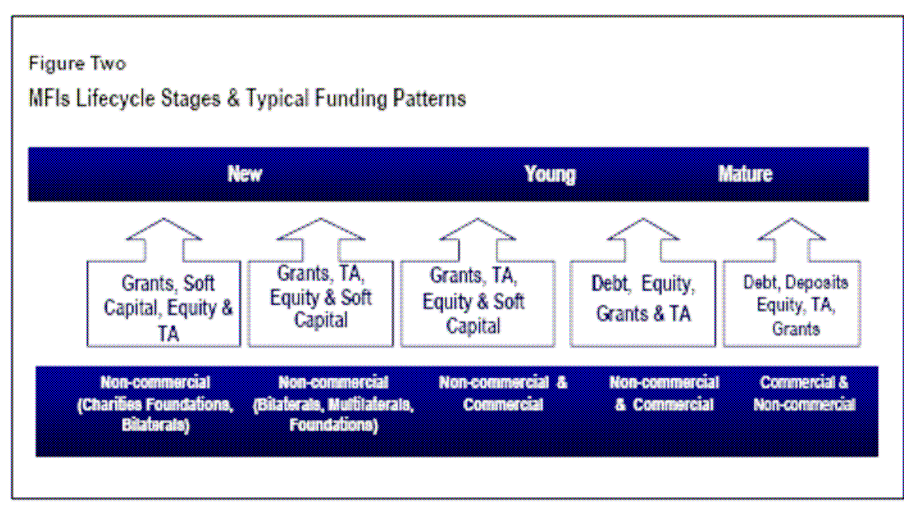 Figure Two
MFIs Lifecycle Stages & Typical Funding Patterns
New Young Mature
Grants, Soft
Capital, Equity &
TA
Grants, TA,
Equity & Soft
Capital
Grants, TA,
Equity & Soft
Capital
Debt, Equity,
Grants & TA
Debt, Deposits
Equity, TA,
Grants
Non-commercial
(Charities Foundations,
Bilaterals)
Non-commercial
(Bilaterals, Multilaterals,
Foundations)
Non-commercial &
Commercial
Non-commercial
& Commercial
Commercial &
Non-commercial